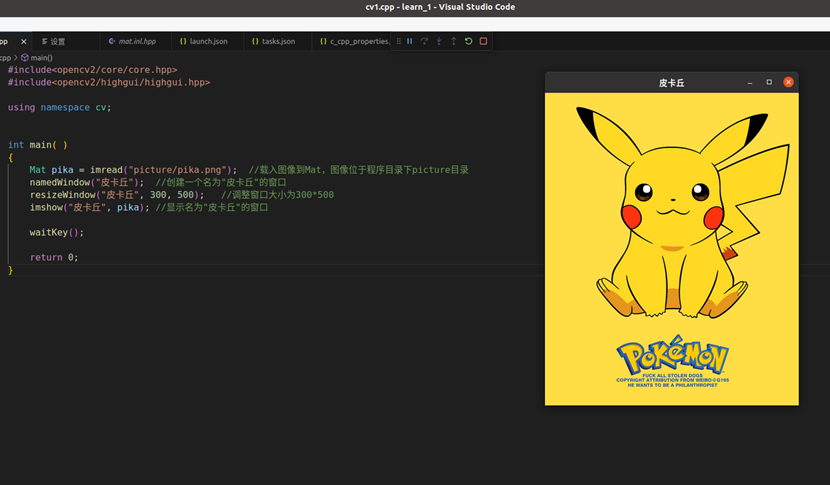 cv1.cpp - learn_1 - Visual Studio Code
pp 设置 mat.inl.hpp launch.json tasks.json c_cpp_properties.
cpp > main()
#include<opencv2/core/core.hpp>
#include<opencv2/highgui/highgui.hpp>
using namespace cv;
int main( )
{
Mat pika = imread("picture/pika.png"); //载入图像到Mat，图像位于程序目录下picture目录
namedWindow("皮卡丘"); //创建一个名为"皮卡丘"的窗口
resizeWindow("皮卡丘", 300, 500); //调整窗口大小为300*500
imshow("皮卡丘", pika); //显示名为"皮卡丘"的窗口
waitKey();
return 0;
}
皮卡丘
POKéMON
FUCK ALL STOLEN DOGS
COPYRIGHT ATTRIBUTION FROM WEIBO©G195
HE WANTS TO BE A PHILANTHROPIST